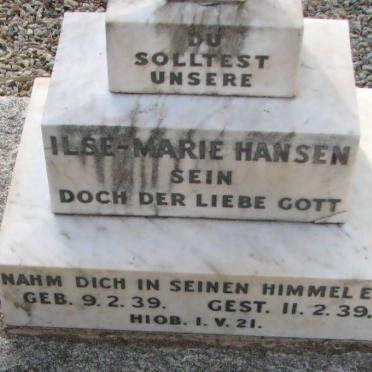 DU
SOLLTEST
UNSERE
ILSE-MARIE HANSEN
SEIN
DOCH DER LIEBE GOTT
NAHM DICH IN SEINEN HIMMEL E
GEB. 9.2.39. GEST. 11.2.39.
HIOB. I. V. 21.